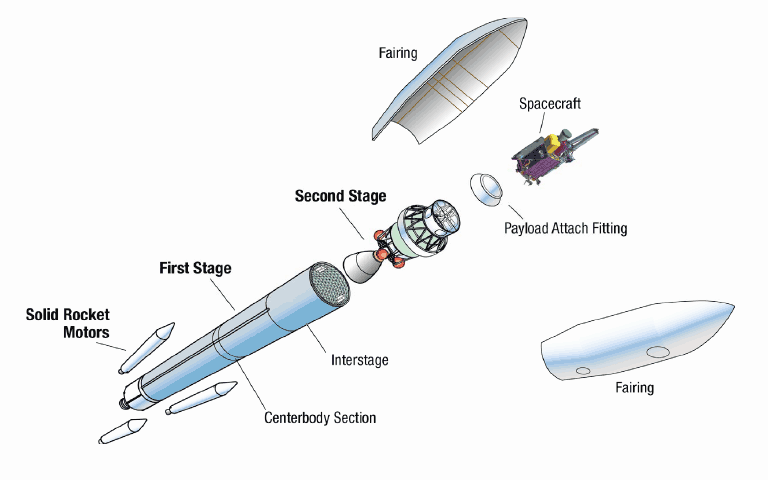 Fairing
Spacecraft
Second Stage
Payload Attach Fitting
First Stage
Solid Rocket
Motors
Interstage
Fairing
Centerbody Section